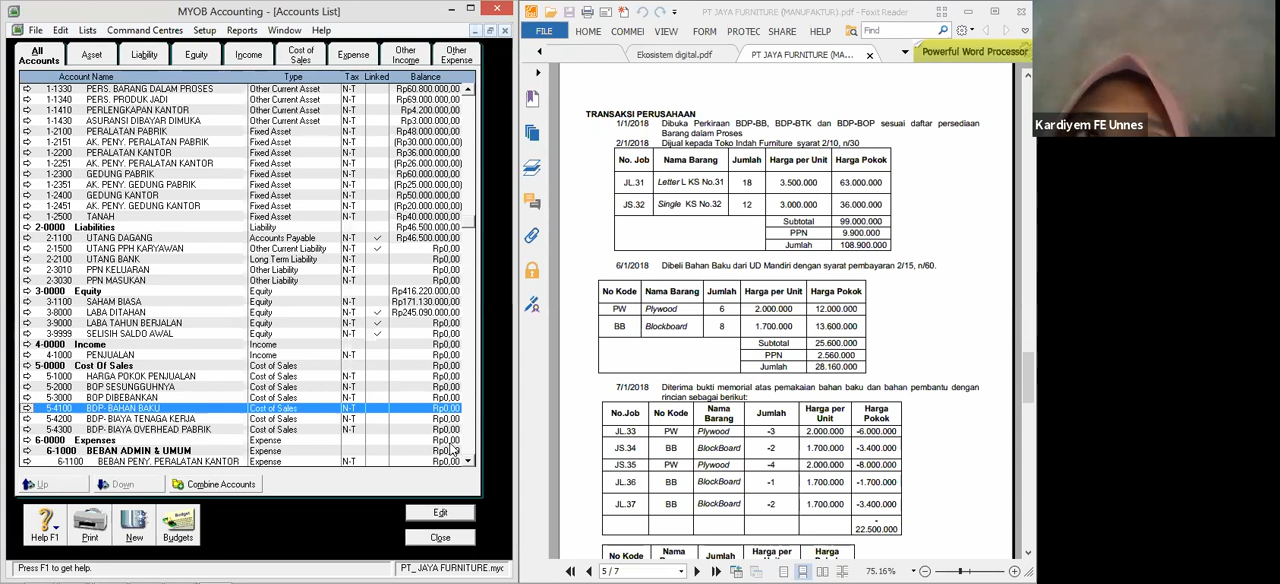 MYOB Accounting - [Accounts List]
File Edit Lists Command Centres Setup Reports Window Help
All Accounts
Asset
Liability
Equity
Income
Cost of Sales
Expense
Other Income
Other Expense
Account Name Type Tax Linked Balance
1-1330 PERS. BARANG DALAM PROSES Other Current Asset N-T Rp60.800.000,00
1-1340 PERS. PRODUK JADI Other Current Asset N-T Rp69.000.000,00
1-1410 PERLENGKAPAN KANTOR Other Current Asset N-T Rp4.200.000,00
1-1430 ASURANSI DIBAYAR DIMUKA Other Current Asset N-T Rp3.000.000,00
1-2100 PERALATAN PABRIK Fixed Asset N-T Rp48.000.000,00
1-2151 AK. PENY. PERALATAN PABRIK Fixed Asset N-T (Rp30.000.000,00)
1-2200 PERALATAN KANTOR Fixed Asset N-T Rp36.000.000,00
1-2251 AK. PENY. PERALATAN KANTOR Fixed Asset N-T (Rp26.000.000,00)
1-2300 GEDUNG PABRIK Fixed Asset N-T Rp60.000.000,00
1-2351 AK. PENY. GEDUNG PABRIK Fixed Asset N-T (Rp25.000.000,00)
1-2400 GEDUNG KANTOR Fixed Asset N-T Rp50.000.000,00
1-2451 AK. PENY. GEDUNG KANTOR Fixed Asset N-T (Rp20.000.000,00)
1-2500 TANAH Fixed Asset N-T Rp40.000.000,00
2-0000 Liabilities Liability Rp46.500.000,00
2-1100 UTANG DAGANG Accounts Payable N-T Rp46.500.000,00
2-1500 UTANG PPH KARYAWAN Other Current Liability N-T Rp0,00
2-2100 UTANG BANK Long Term Liability N-T Rp0,00
2-3010 PPN KELUARAN Other Liability N-T Rp0,00
2-3030 PPN MASUKAN Other Liability N-T Rp0,00
3-0000 Equity Equity Rp416.220.000,00
3-1100 SAHAM BIASA Equity N-T Rp171.130.000,00
3-8000 LABA DITAHAN Equity N-T Rp245.090.000,00
3-9000 LABA TAHUN BERJALAN Equity N-T Rp0,00
3-9999 SELISIH SALDO AWAL Equity N-T Rp0,00
4-0000 Income Income Rp0,00
4-1000 PENJUALAN Income N-T Rp0,00
5-0000 Cost Of Sales Cost of Sales Rp0,00
5-1000 HARGA POKOK PENJUALAN Cost of Sales N-T Rp0,00
5-2000 BOP SESUNGGUHNYA Cost of Sales N-T Rp0,00
5-3000 BOP DIBEBANKAN Cost of Sales N-T Rp0,00
5-4100 BDP- BAHAN BAKU Cost of Sales N-T Rp0,00
5-4200 BDP- BIAYA TENAGA KERJA Cost of Sales N-T Rp0,00
5-4300 BDP- BIAYA OVERHEAD PABRIK Cost of Sales N-T Rp0,00
6-0000 Expenses Expense Rp0,00
6-1000 BEBAN ADMIN & UMUM Expense
6-1100 BEBAN PENY. PERALATAN KANTOR Expense N-T Rp0,00
Up Down Combine Accounts
Help F1 Print New Budgets
Edit
Close
Press F1 to get help. PT_ JAYA FURNITURE.myo
PT JAYA FURNITURE (MANUFAKTUR).pdf - Foxit Reader
FILE HOME COMMEI VIEW FORM PROTEC SHARE HELP Find
Ekosistem digital.pdf
PT JAYA FURNITURE (MA...
Powerful Word Processor
TRANSAKSI PERUSAHAAN
1/1/2018 Dibuka Perkiraan BDP-BB, BDP-BTK dan BDP-BOP sesuai daftar persediaan
Barang dalam Proses
2/1/2018 Dijual kepada Toko Indah Furniture syarat 2/10, n/30
No. Job Nama Barang Jumlah Harga per Unit Harga Pokok
JL.31 Letter L KS No.31 18 3.500.000 63.000.000
JS.32 Single KS No.32 12 3.000.000 36.000.000
Subtotal 99.000.000
PPN 9.900.000
Jumlah 108.900.000
6/1/2018 Dibeli Bahan Baku dari UD Mandiri dengan syarat pembayaran 2/15, n/60.
No Kode Nama Barang Jumlah Harga per Unit Harga Pokok
PW Plywood 6 2.000.000 12.000.000
BB Blockboard 8 1.700.000 13.600.000
Subtotal 25.600.000
PPN 2.560.000
Jumlah 28.160.000
7/1/2018 Diterima bukti memorial atas pemakaian bahan baku dan bahan pembantu dengan
rincian sebagai berikut:
No.Job No Kode Nama Barang Jumlah Harga per Unit Harga Pokok
JL.33 PW Plywood -3 2.000.000 -6.000.000
JS.34 BB BlockBoard -2 1.700.000 -3.400.000
JS.35 PW Plywood -4 2.000.000 -8.000.000
JL.36 BB BlockBoard -1 1.700.000 -1.700.000
JL.37 BB BlockBoard -2 1.700.000 -3.400.000
-
22.500.000
No Kode Nama Jumlah Harga per Harga
5 / 7
75.16%
Kardiyem FE Unnes